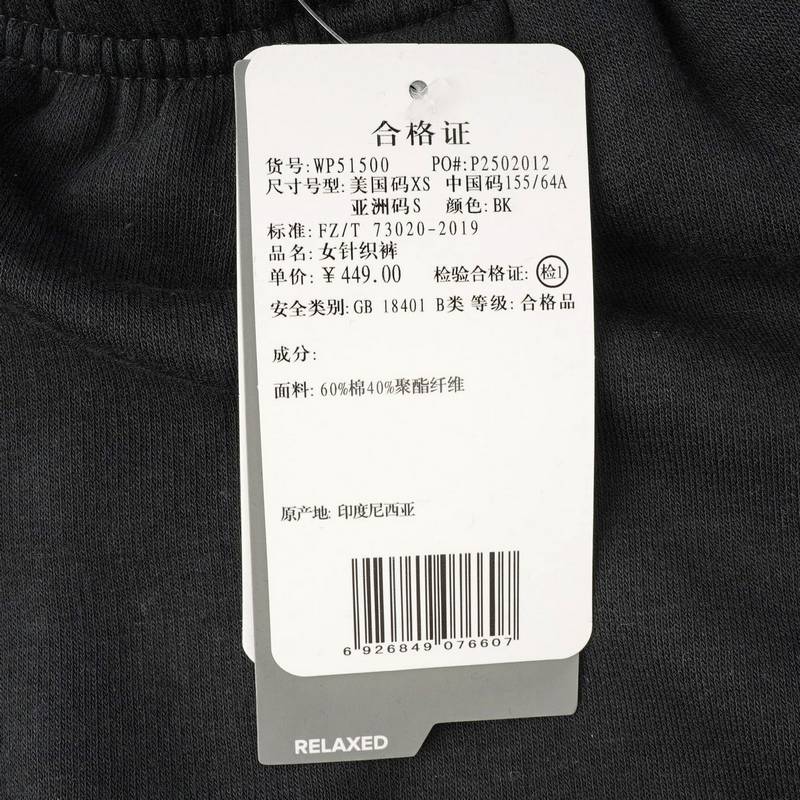 合格证
货号:WP51500 PO#:P2502012
尺寸号型:美国码XS 中国码155/64A
亚洲码S 颜色:BK
标准:FZ/T 73020-2019
品名:女针织裤
单价:￥449.00 检验合格证: 检1
安全类别:GB 18401 B类 等级:合格品
成分:
面料:60%棉40%聚酯纤维
原产地:印度尼西亚
6 926849 076607
RELAXED